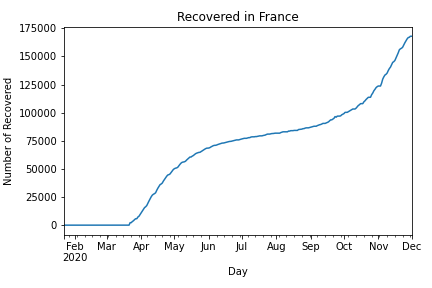 Recovered in France
Number of Recovered
175000
150000
125000
100000
75000
50000
25000
0
Feb Mar Apr May Jun Jul Aug Sep Oct Nov Dec
2020
Day